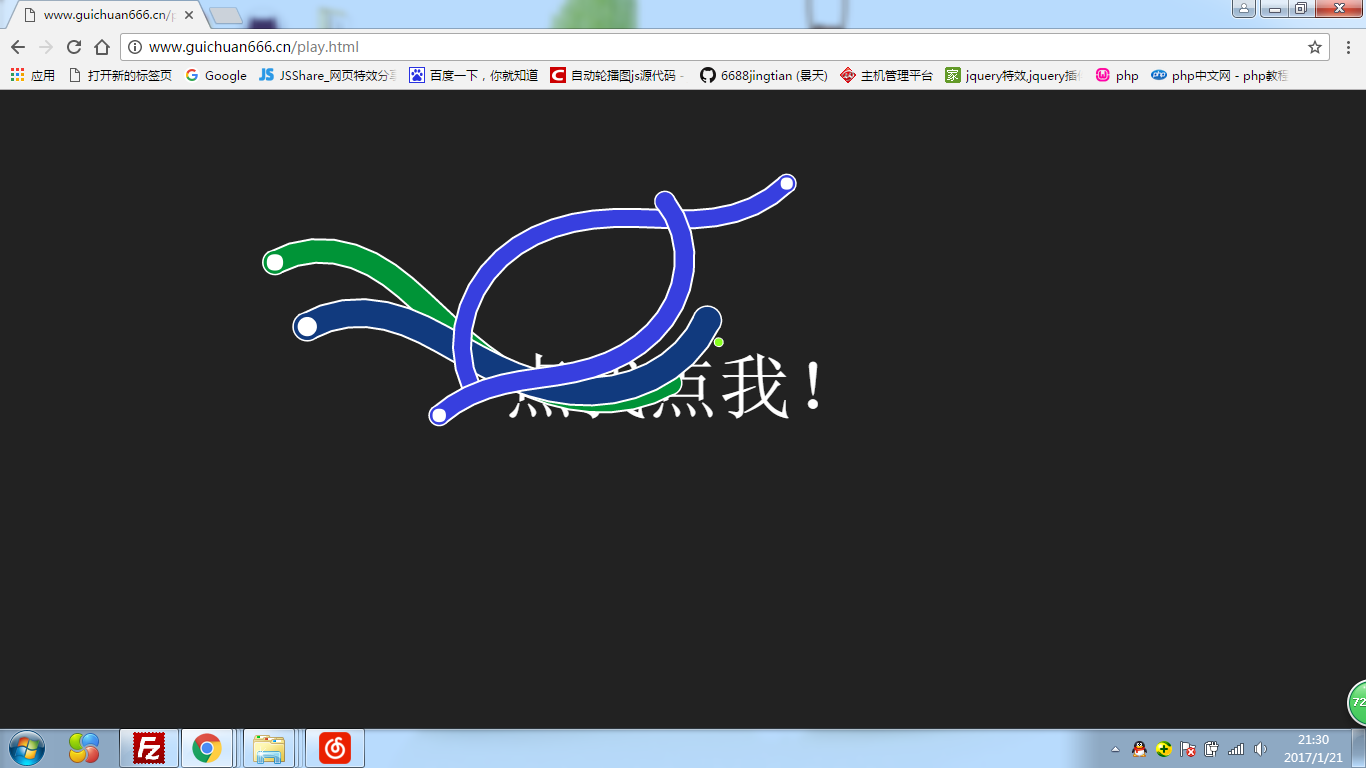 www.guichuan666.cn/p
www.guichuan666.cn/play.html
应用 打开新的标签页 Google JSShare_网页特效分享 百度一下，你就知道 自动轮播图js源代码 - 6688jingtian (景天) 主机管理平台 jquery特效,jquery插件 php php中文网 - php教程
点我点我！
72
21:30
2017/1/21